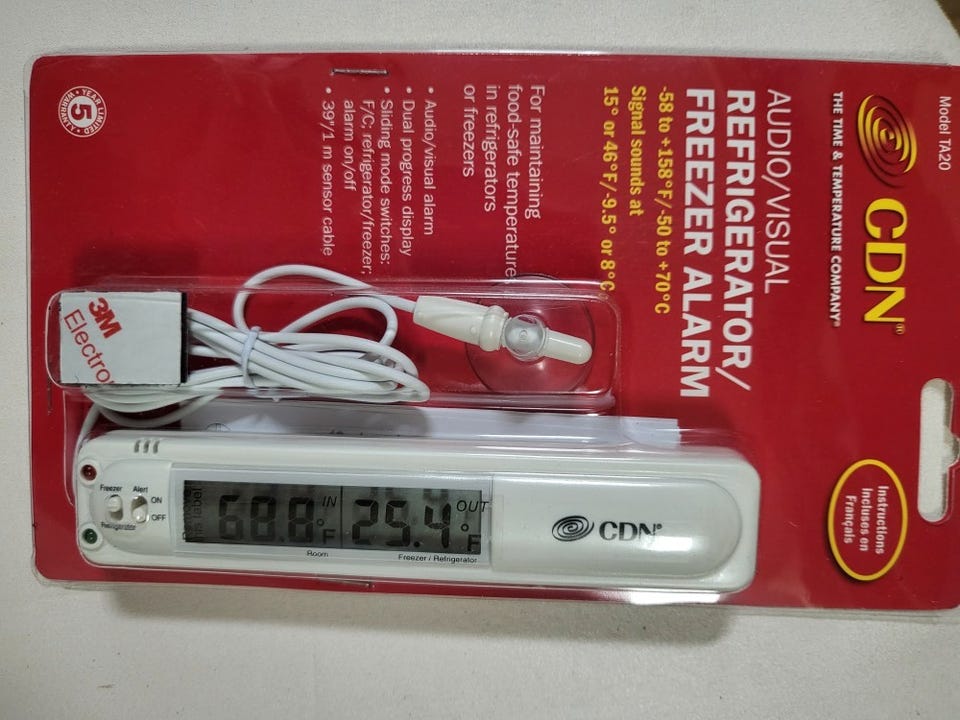 Model TA20
CDN®
THE TIME & TEMPERATURE COMPANY®
AUDIO/VISUAL
REFRIGERATOR/
FREEZER ALARM
-58 to +158°F/-50 to +70°C
Signal sounds at
15° or 46°F/-9.5° or 8°C
For maintaining
food-safe temperature
in refrigerators
or freezers
• Audio/visual alarm
• Dual progress display
• Sliding mode switches:
F/C; refrigerator/freezer;
alarm on/off
• 39"/1 m sensor cable
5
YEAR LIMITED
WARRANTY
Instructions
incluses en
Français
3M
Electro
Freezer
Alert
ON
OFF
Refrigerator
68.8°F
IN
25.4°F
OUT
Room
Freezer / Refrigerator
CDN®